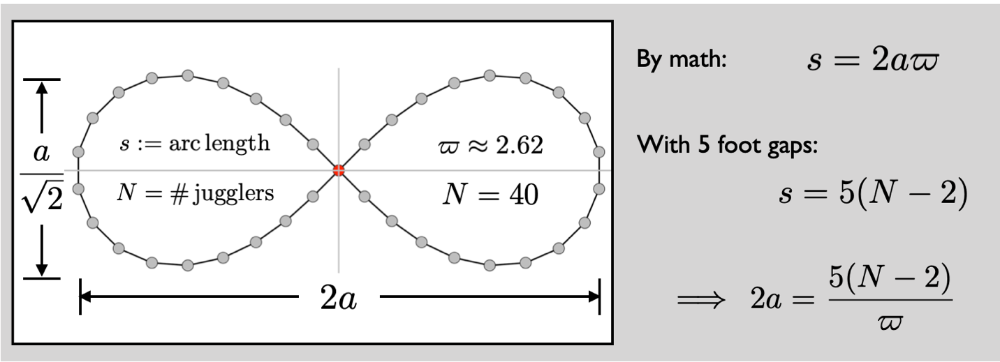 a/√2
s := arc length
N = # jugglers
ϖ ≈ 2.62
N = 40
2a
By math: s = 2aϖ
With 5 foot gaps:
s = 5(N − 2)
⟹ 2a = 5(N − 2)/ϖ